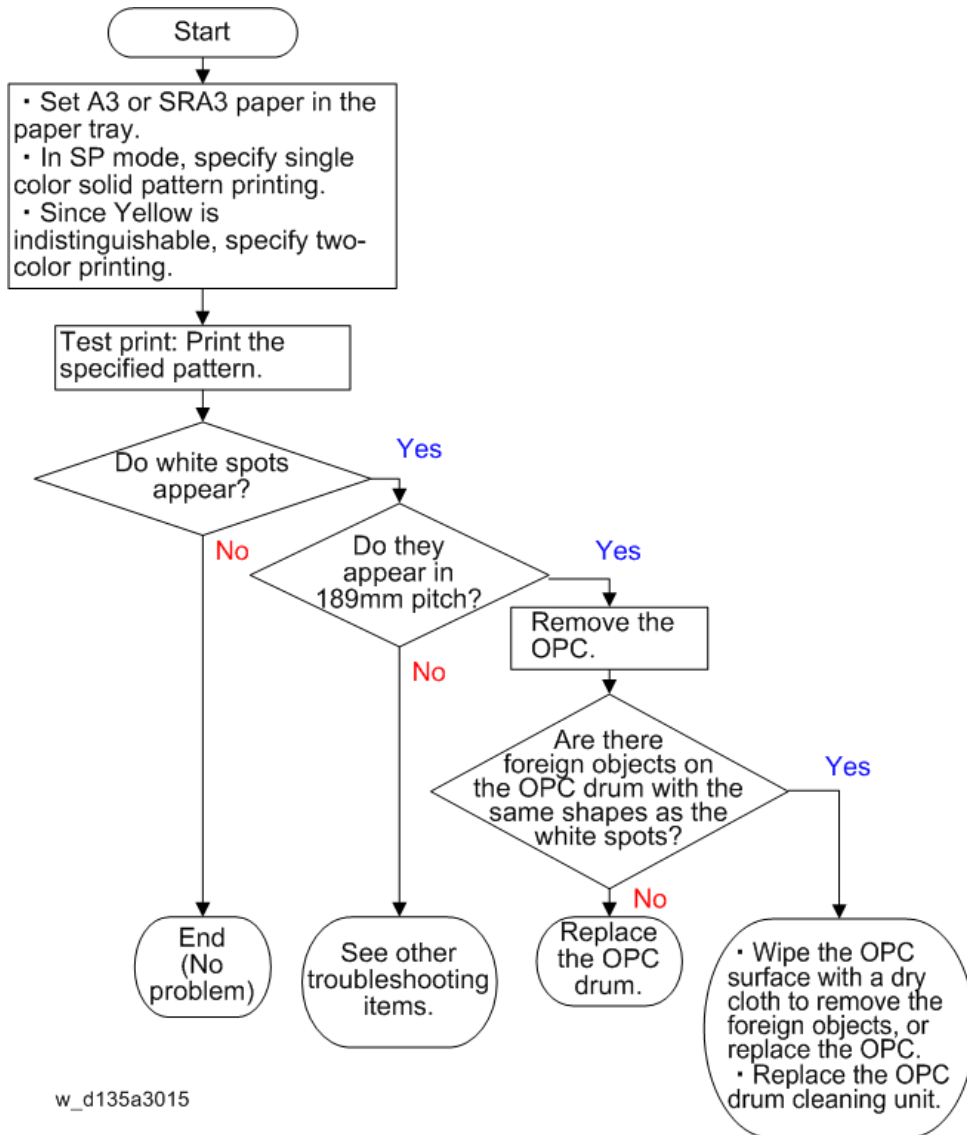 Start
・Set A3 or SRA3 paper in the
paper tray.
・In SP mode, specify single
color solid pattern printing.
・Since Yellow is
indistinguishable, specify two-
color printing.
Test print: Print the
specified pattern.
Do white spots
appear?
Yes
No
Do they
appear in
189mm pitch?
Yes
No
Remove the
OPC.
Are there
foreign objects on
the OPC drum with the
same shapes as the
white spots?
Yes
No
End
(No
problem)
See other
troubleshooting
items.
Replace
the OPC
drum.
・Wipe the OPC
surface with a dry
cloth to remove the
foreign objects, or
replace the OPC.
・Replace the OPC
drum cleaning unit.
w_d135a3015